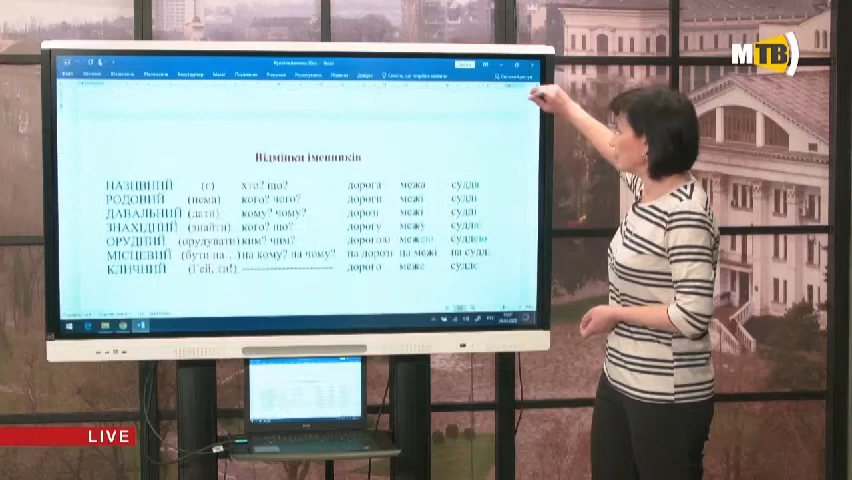 МТВ
Відмінки іменників
НАЗИВНИЙ (є) хто? що? дорога межа суддя
РОДОВИЙ (нема) кого? чого? дороги межі судді
ДАВАЛЬНИЙ (дати) кому? чому? дорозі межі судді
ЗНАХІДНИЙ (знайти) кого? що? дорогу межу суддю
ОРУДНИЙ (орудувати) ким? чим? дорогою межею суддею
МІСЦЕВИЙ (бути на…) на кому? на чому? на дорозі на межі на судді
КЛИЧНИЙ (Гей, ти!) ---------------- дорого меже судде
LIVE